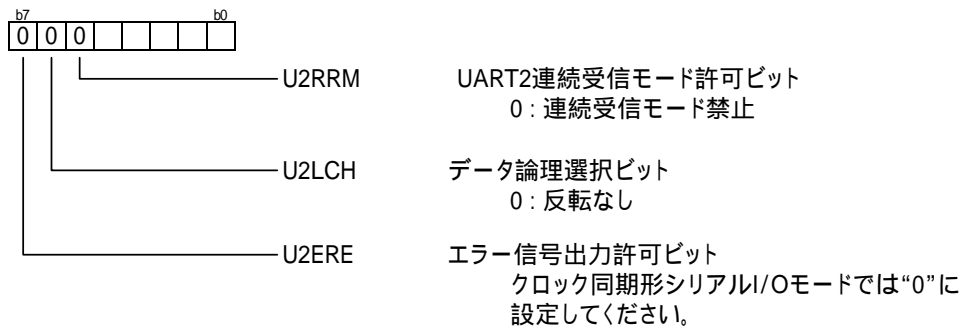 b7 b0
0 0 0
U2RRM UART2連続受信モード許可ビット
0 : 連続受信モード禁止
U2LCH データ論理選択ビット
0 : 反転なし
U2ERE エラー信号出力許可ビット
クロック同期形シリアルI/Oモードでは“0”に
設定してください。